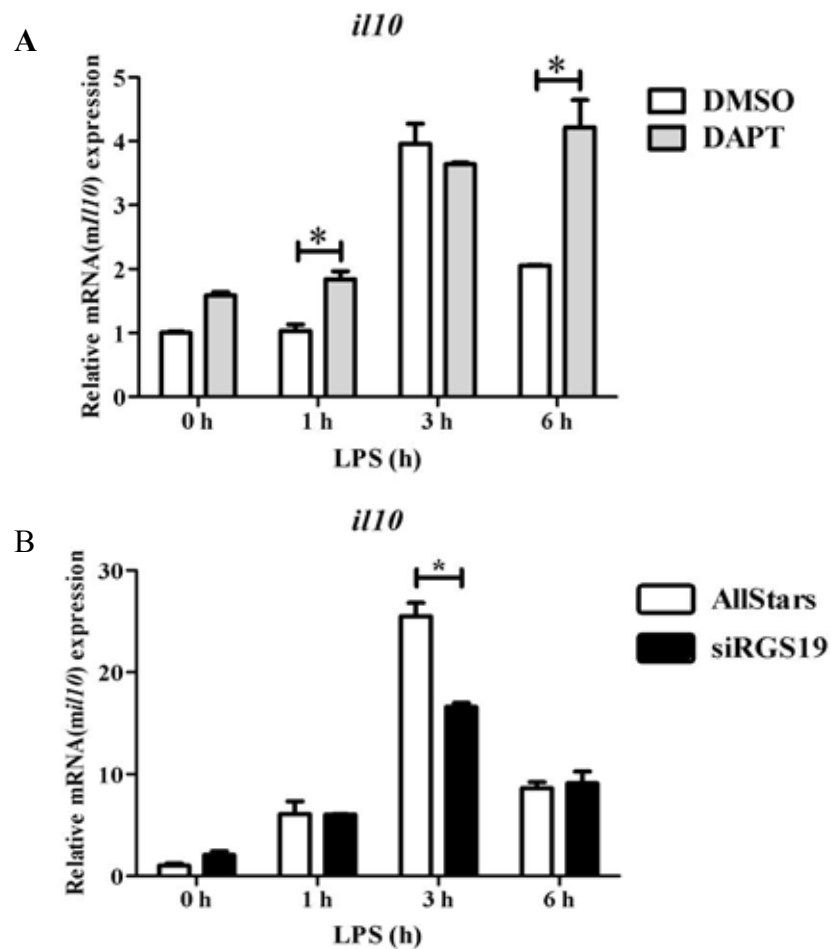 A
il10
Relative mRNA(mIl10) expression
5
4
3
2
1
0
*
*
0 h
1 h
3 h
6 h
LPS (h)
DMSO
DAPT
B
il10
Relative mRNA(mil10) expression
30
20
10
0
*
0 h
1 h
3 h
6 h
LPS (h)
AllStars
siRGS19